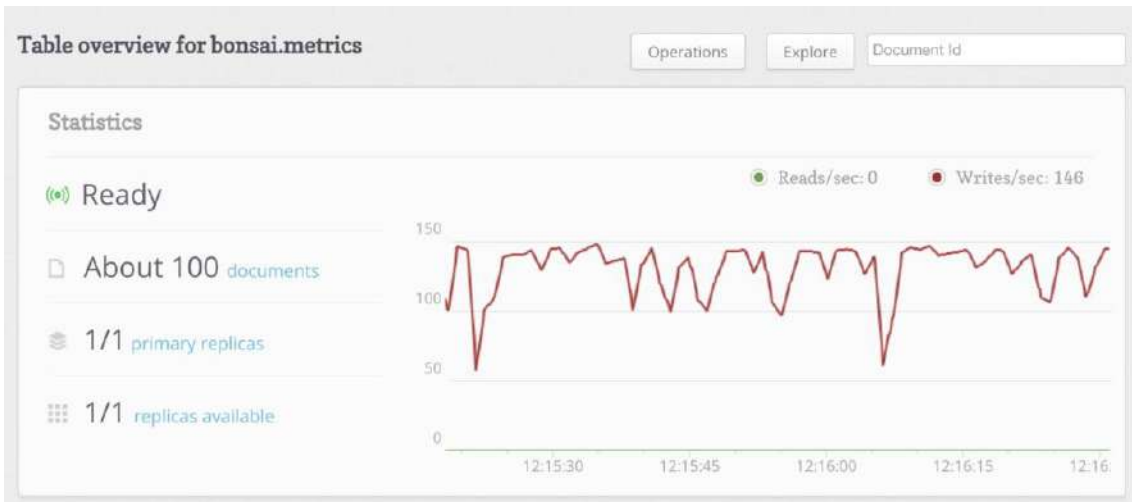 Table overview for bonsai.metrics
Operations
Explore
Document Id
Statistics
Ready
About 100 documents
1/1 primary replicas
1/1 replicas available
Reads/sec: 0
Writes/sec: 146
150
100
50
0
12:15:30
12:15:45
12:16:00
12:16:15
12:16